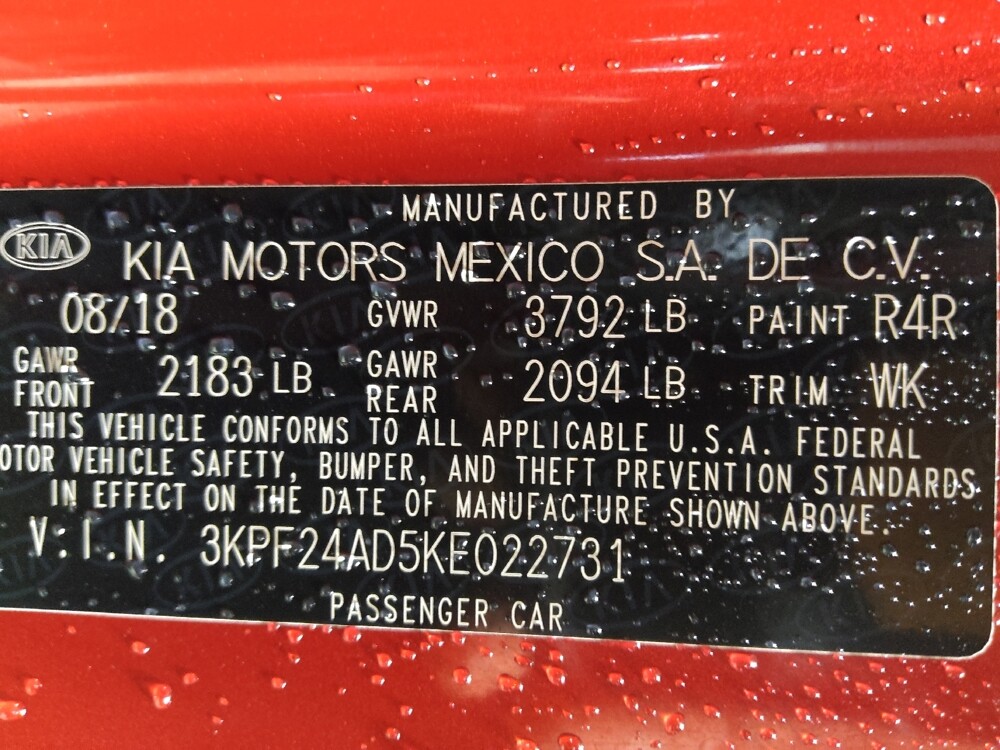 MANUFACTURED BY
KIA
KIA MOTORS MEXICO S.A. DE C.V.
08/18 GVWR 3792 LB PAINT R4R
GAWR FRONT 2183 LB GAWR REAR 2094 LB TRIM WK
THIS VEHICLE CONFORMS TO ALL APPLICABLE U.S.A. FEDERAL
OTOR VEHICLE SAFETY, BUMPER, AND THEFT PREVENTION STANDARDS
IN EFFECT ON THE DATE OF MANUFACTURE SHOWN ABOVE.
V.I.N. 3KPF24AD5KE022731
PASSENGER CAR